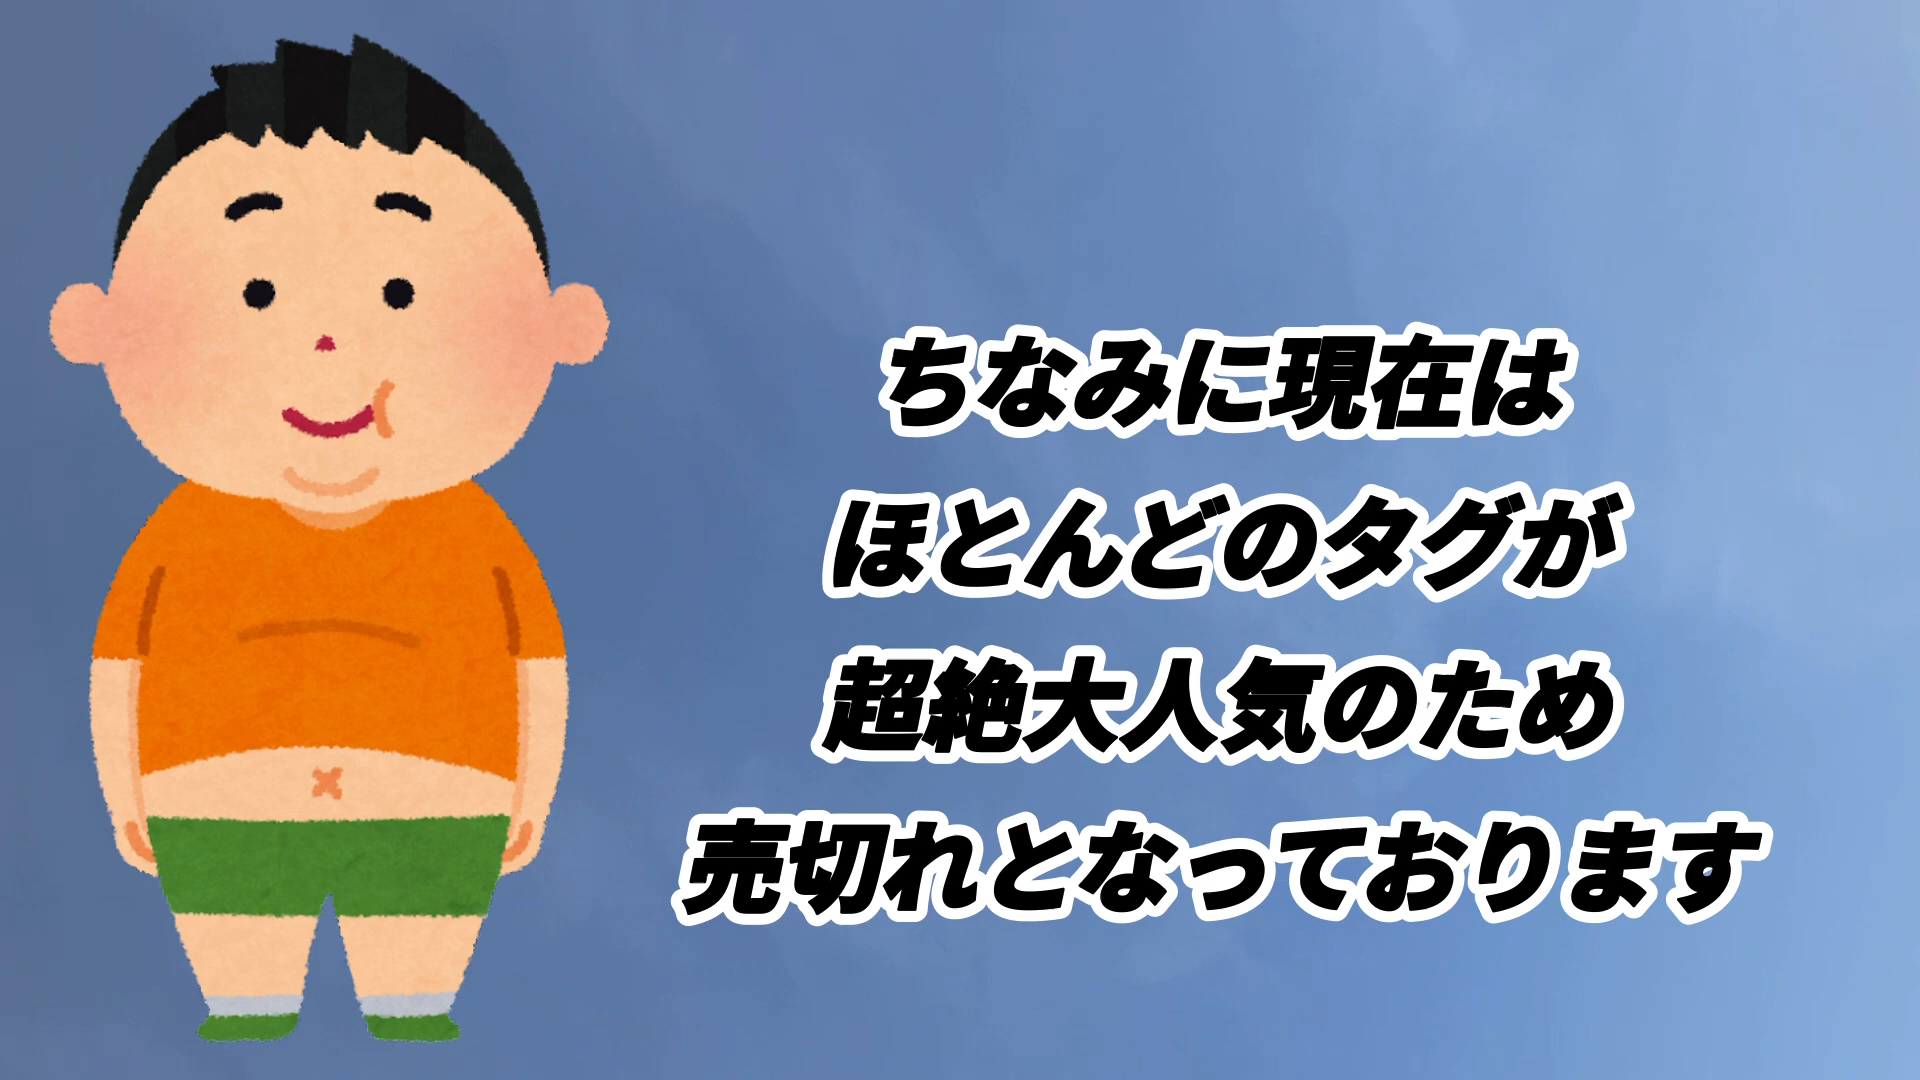 ちなみに現在は
ほとんどのタグが
超絶大人気のため
売切れとなっております